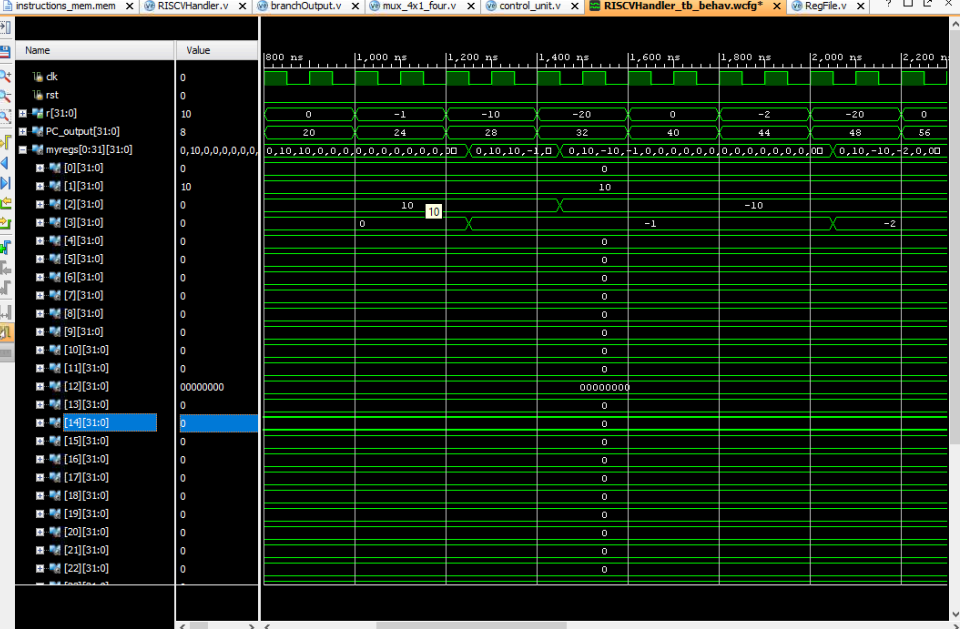 instructions_mem.mem × RISCVHandler.v × branchOutput.v × mux_4x1_four.v × control_unit.v × RISCVHandler_tb_behav.wcfg* × RegFile.v ×
Name Value 800 ns 1,000 ns 1,200 ns 1,400 ns 1,600 ns 1,800 ns 2,000 ns 2,200 ns
clk 0
rst 0
r[31:0] 10 0 -1 -10 -20 0 -2 -20 0
PC_output[31:0] 8 20 24 28 32 40 44 48 56
myregs[0:31][31:0] 0,10,0,0,0,0,0, 0,10,10,0,0,0,0,0,0,0,0,0,0 0,10,10,-1, 0,10,-10,-1,0,0,0,0,0,0,0,0,0,0,0,0,0 0,10,-10,-2,0,0
[0][31:0] 0 0
[1][31:0] 10 10
[2][31:0] 0 10 10 -10
[3][31:0] 0 0 -1 -2
[4][31:0] 0 0
[5][31:0] 0 0
[6][31:0] 0 0
[7][31:0] 0 0
[8][31:0] 0 0
[9][31:0] 0 0
[10][31:0] 0 0
[11][31:0] 0 0
[12][31:0] 00000000 00000000
[13][31:0] 0 0
[14][31:0] 0 0
[15][31:0] 0 0
[16][31:0] 0 0
[17][31:0] 0 0
[18][31:0] 0 0
[19][31:0] 0 0
[20][31:0] 0 0
[21][31:0] 0 0
[22][31:0] 0 0